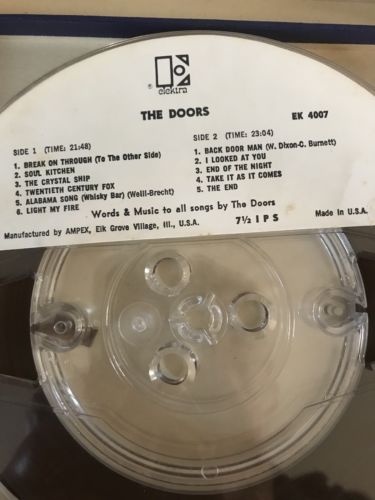 ® elektra
THE DOORS
EK 4007
SIDE 1 (TIME: 21:48)
1. BREAK ON THROUGH (To The Other Side)
2. SOUL KITCHEN
3. THE CRYSTAL SHIP
4. TWENTIETH CENTURY FOX
5. ALABAMA SONG (Whisky Bar) (Weill-Brecht)
6. LIGHT MY FIRE
SIDE 2 (TIME: 23:04)
1. BACK DOOR MAN (W. Dixon-C. Burnett)
2. I LOOKED AT YOU
3. END OF THE NIGHT
4. TAKE IT AS IT COMES
5. THE END
Words & Music to all songs by The Doors
Manufactured by AMPEX, Elk Grove Village, Ill., U.S.A.
7½ I P S
Made in U.S.A.